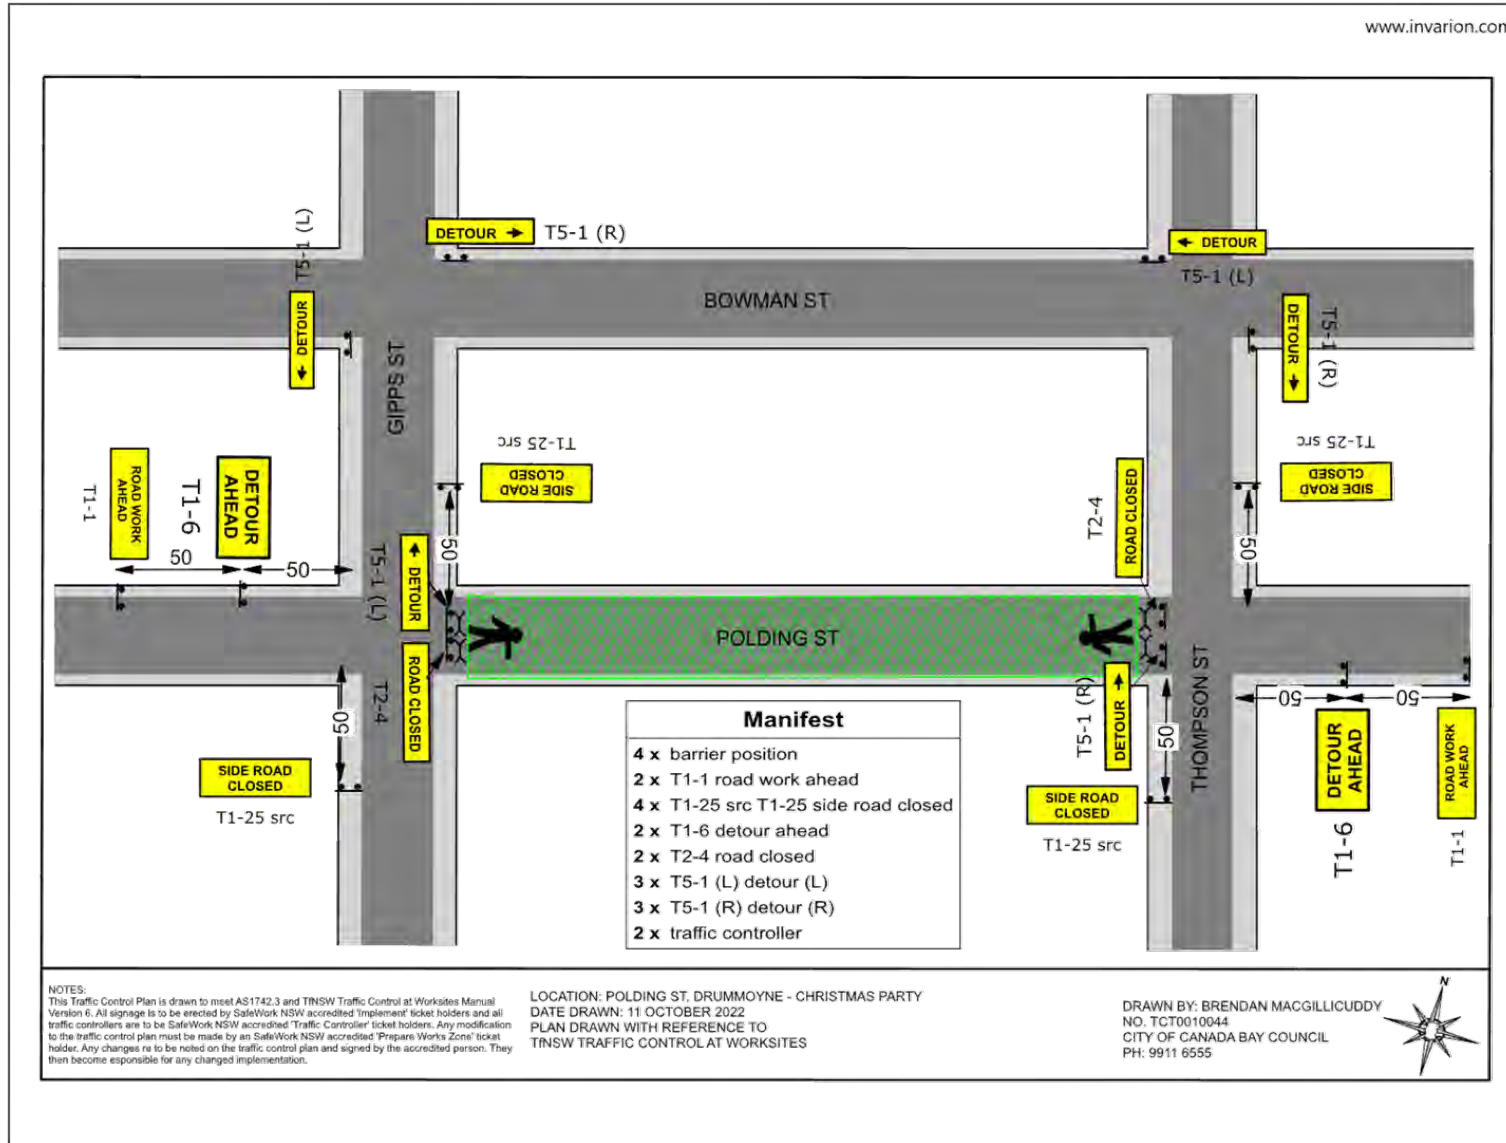 www.invarion.con
T5-1 (L)
DETOUR
DETOUR
T5-1 (R)
DETOUR
T5-1 (L)
BOWMAN ST
DETOUR
T5-1 (R)
GIPPS ST
T1-25 src
SIDE ROAD
CLOSED
T1-25 src
SIDE ROAD
CLOSED
T1-1
ROAD WORK
AHEAD
T1-6
DETOUR
AHEAD
50
50
T5-1 (L)
DETOUR
50
T2-4
ROAD CLOSED
50
POLDING ST
T2-4
ROAD CLOSED
50
T5-1 (R)
DETOUR
50
THOMPSON ST
50
50
SIDE ROAD
CLOSED
T1-25 src
SIDE ROAD
CLOSED
T1-25 src
DETOUR
AHEAD
T1-6
ROAD WORK
AHEAD
T1-1
Manifest
4 x barrier position
2 x T1-1 road work ahead
4 x T1-25 src T1-25 side road closed
2 x T1-6 detour ahead
2 x T2-4 road closed
3 x T5-1 (L) detour (L)
3 x T5-1 (R) detour (R)
2 x traffic controller
NOTES:
This Traffic Control Plan is drawn to meet AS1742.3 and TfNSW Traffic Control at Worksites Manual
Version 6. All signage is to be erected by SafeWork NSW accredited 'Implement' ticket holders and all
traffic controllers are to be SafeWork NSW accredited 'Traffic Controller' ticket holders. Any modification
to the traffic control plan must be made by an SafeWork NSW accredited 'Prepare Works Zone' ticket
holder. Any changes re to be noted on the traffic control plan and signed by the accredited person. They
then become esponsible for any changed implementation.
LOCATION: POLDING ST, DRUMMOYNE - CHRISTMAS PARTY
DATE DRAWN: 11 OCTOBER 2022
PLAN DRAWN WITH REFERENCE TO
TfNSW TRAFFIC CONTROL AT WORKSITES
DRAWN BY: BRENDAN MACGILLICUDDY
NO. TCT0010044
CITY OF CANADA BAY COUNCIL
PH: 9911 6555
N